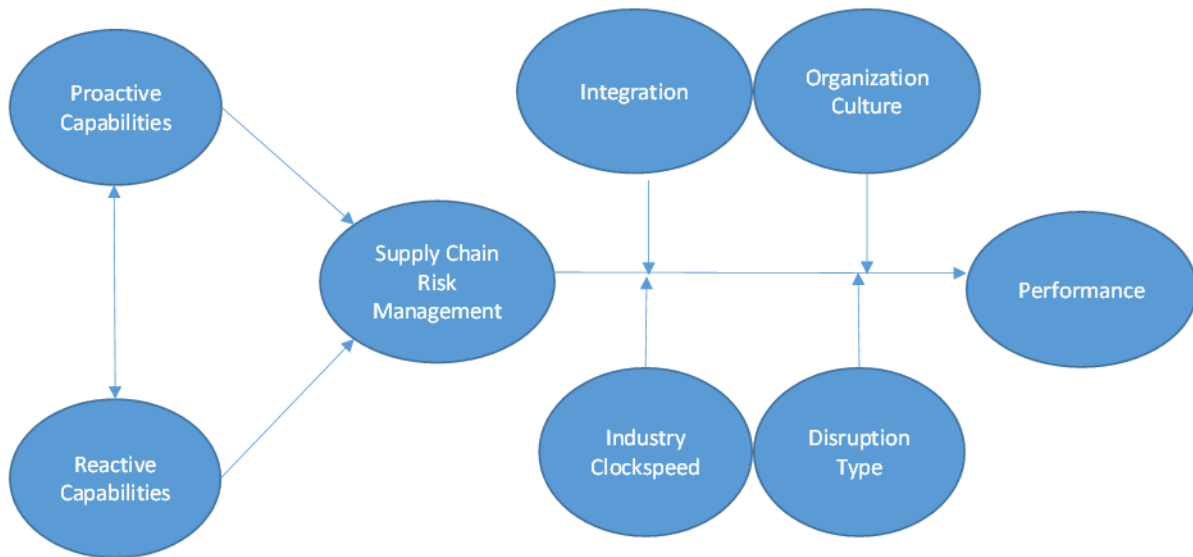 Proactive
Capabilities
Integration
Organization
Culture
Supply Chain
Risk
Management
Performance
Reactive
Capabilities
Industry
Clockspeed
Disruption
Type